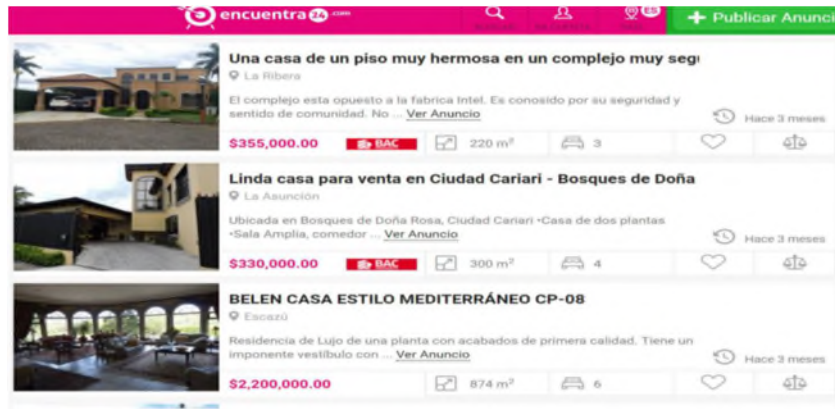 encuentra24.com
ES
+ Publicar Anunci
Una casa de un piso muy hermosa en un complejo muy segu
La Ribera
El complejo esta opuesto a la fabrica Intel. Es conosido por su seguridad y
sentido de comunidad. No ... Ver Anuncio
Hace 3 meses
$355,000.00 BAC 220 m² 3
Linda casa para venta en Ciudad Cariari - Bosques de Doña
La Asunción
Ubicada en Bosques de Doña Rosa, Ciudad Cariari •Casa de dos plantas
•Sala Amplia, comedor ... Ver Anuncio
Hace 3 meses
$330,000.00 BAC 300 m² 4
BELEN CASA ESTILO MEDITERRÁNEO CP-08
Escazú
Residencia de Lujo de una planta con acabados de primera calidad. Tiene un
imponente vestíbulo con ... Ver Anuncio
Hace 3 meses
$2,200,000.00 874 m² 6